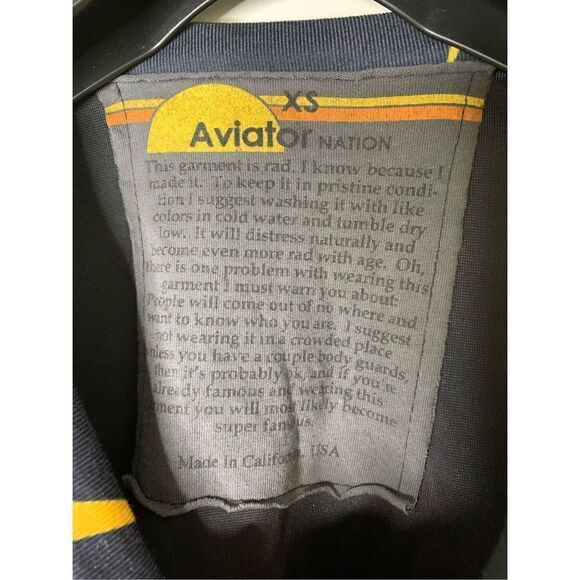 XS
Aviator NATION
This garment is rad. I know because I
made it. To keep it in pristine condi-
tion I suggest washing it with like
colors in cold water and tumble dry
low. It will distress naturally and
become even more rad with age. Oh,
there is one problem with wearing this
garment I must warn you about:
People will come out of no where and
want to know who you are. I suggest
not wearing it in a crowded place
unless you have a couple body guards,
then it's probably ok, and if you're
already famous and wearing this
garment you will most likely become
super famous.
Made in California, USA